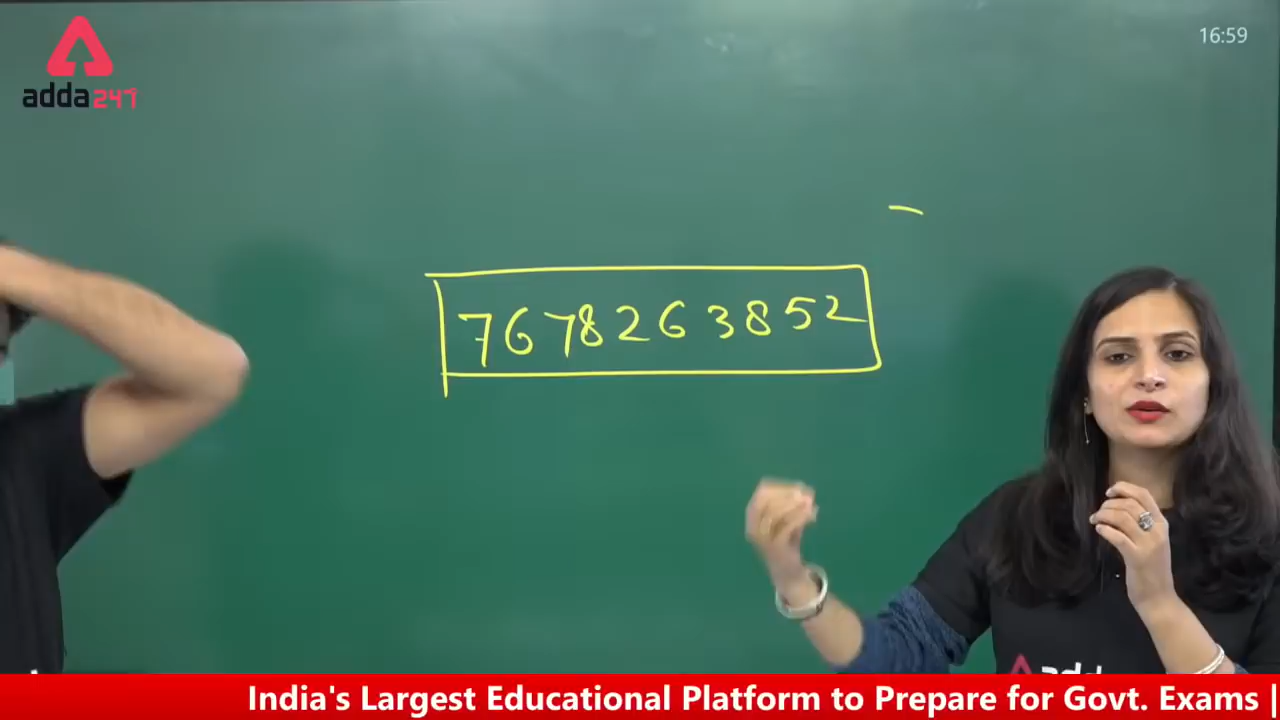 adda247
16:59
7678263852
India's Largest Educational Platform to Prepare for Govt. Exams |